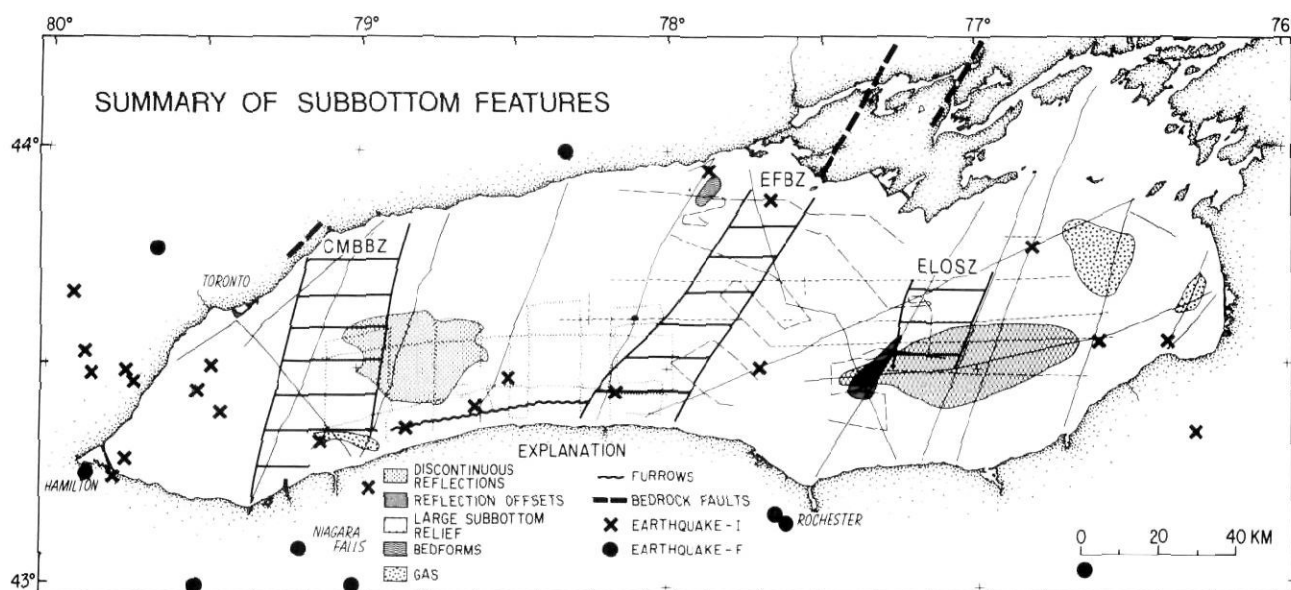 80°
79°
78°
77°
76
SUMMARY OF SUBBOTTOM FEATURES
44°
EFBZ
CMBBZ
ELOSZ
TORONTO
EXPLANATION
DISCONTINUOUS
REFLECTIONS
REFLECTION OFFSETS
LARGE SUBBOTTOM
RELIEF
BEDFORMS
GAS
FURROWS
BEDROCK FAULTS
EARTHQUAKE-I
EARTHQUAKE-F
HAMILTON
NIAGARA
FALLS
ROCHESTER
0 10 20 40 KM
43°